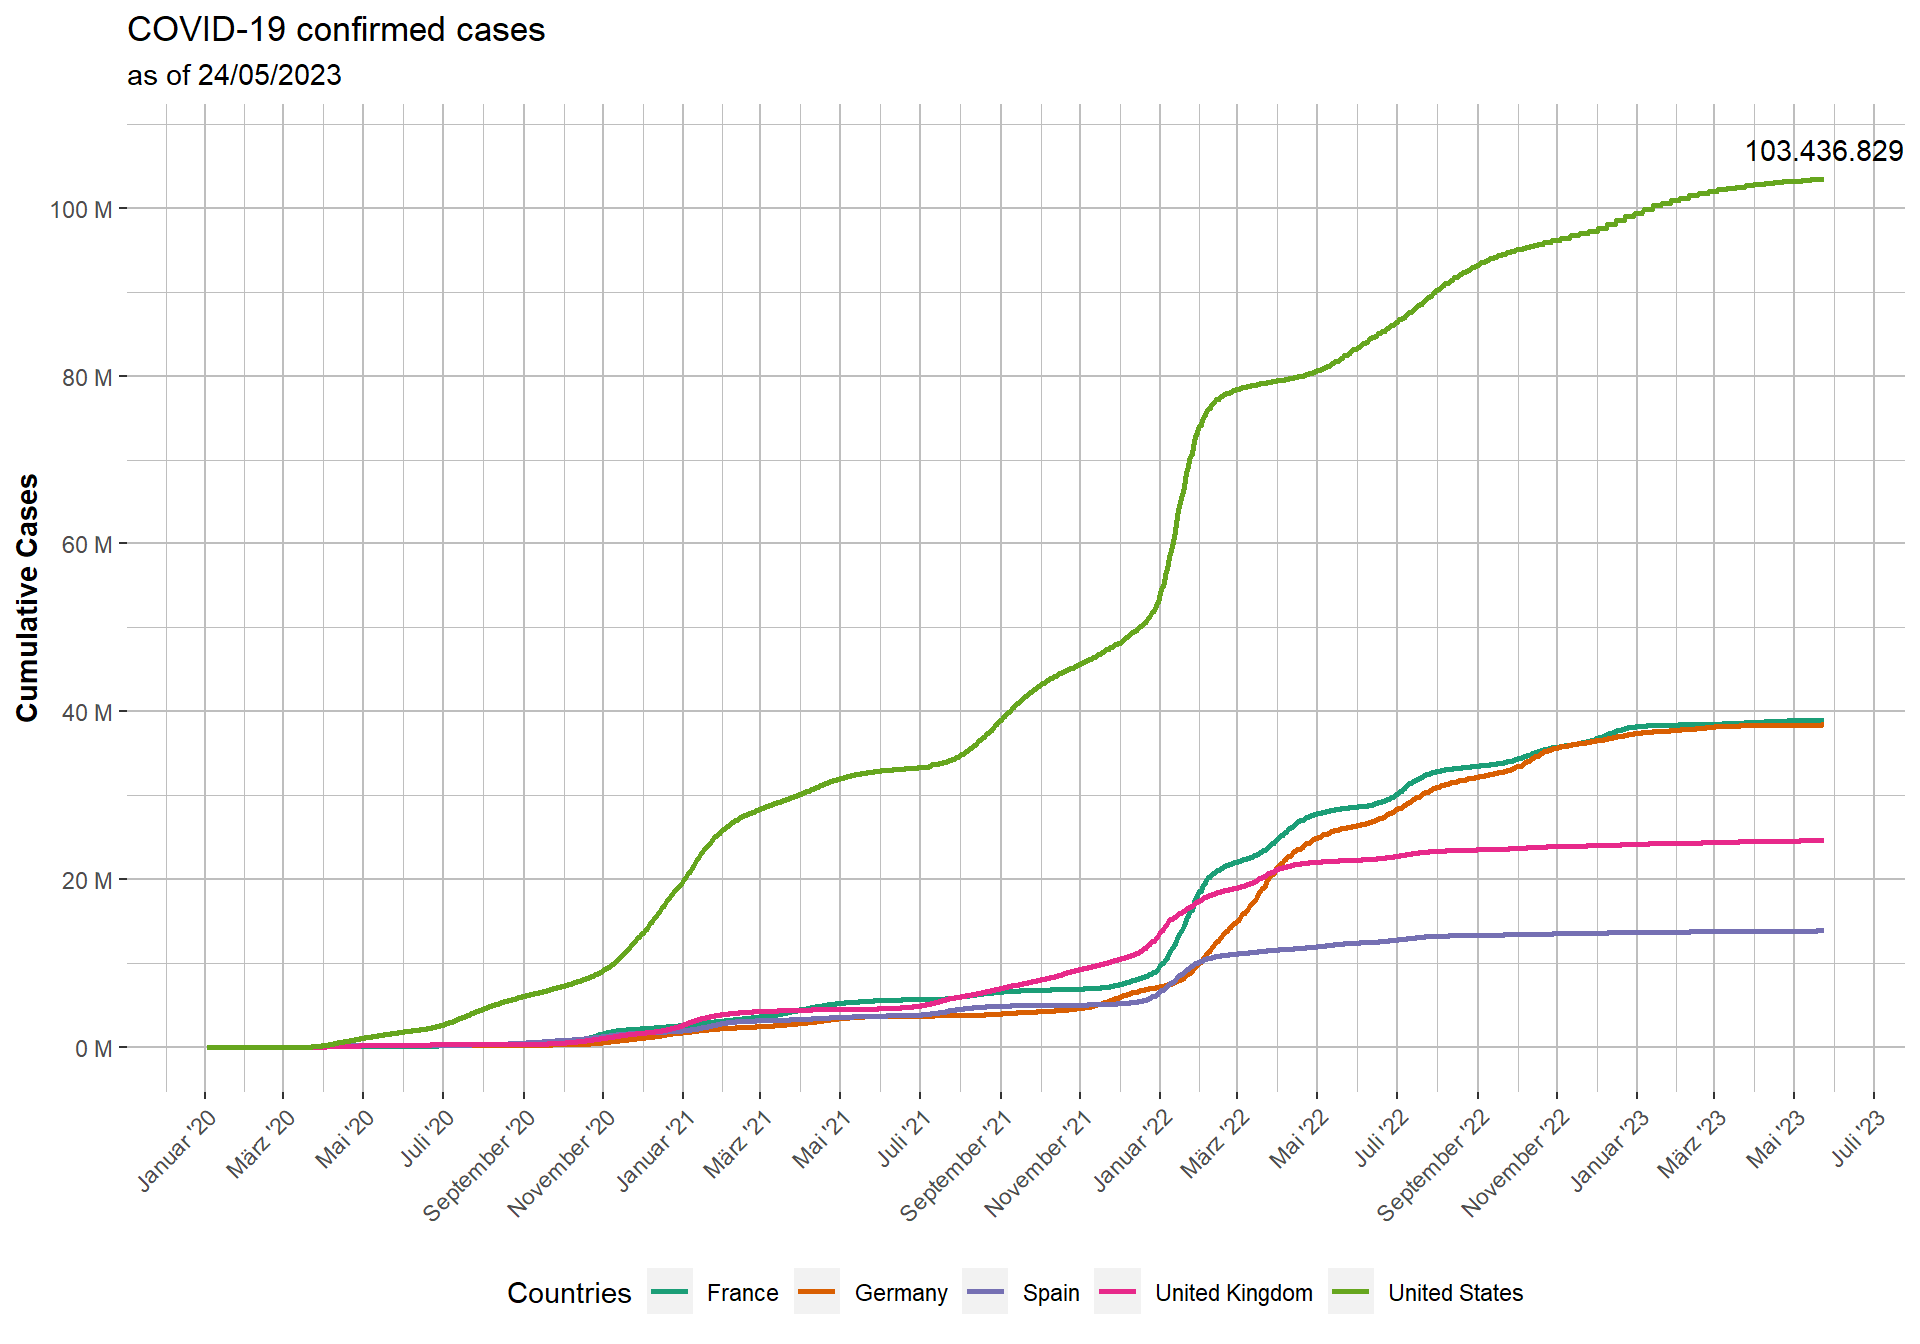 COVID-19 confirmed cases
as of 24/05/2023
103.436.829
100 M
80 M
60 M
40 M
20 M
0 M
Cumulative Cases
Januar '20
März '20
Mai '20
Juli '20
September '20
November '20
Januar '21
März '21
Mai '21
Juli '21
September '21
November '21
Januar '22
März '22
Mai '22
Juli '22
September '22
November '22
Januar '23
März '23
Mai '23
Juli '23
Countries France Germany Spain United Kingdom United States